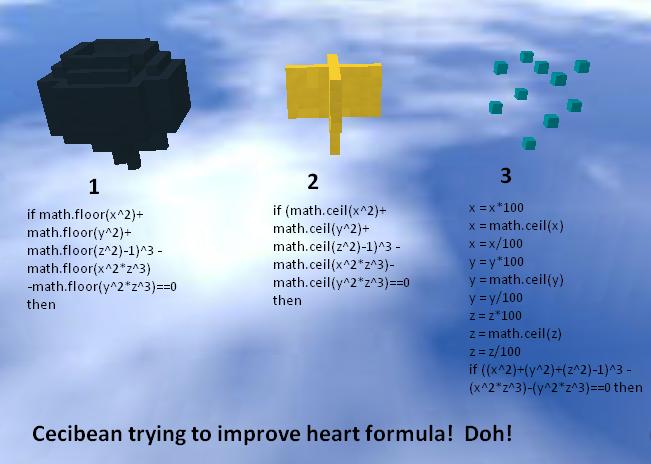 1
if math.floor(x^2)+
math.floor(y^2)+
math.floor(z^2)-1)^3 -
math.floor(x^2*z^3)
-math.floor(y^2*z^3)==0
then
2
if (math.ceil(x^2)+
math.ceil(y^2)+
math.ceil(z^2)-1)^3 -
math.ceil(x^2*z^3)-
math.ceil(y^2*z^3)==0
then
3
x = x*100
x = math.ceil(x)
x = x/100
y = y*100
y = math.ceil(y)
y = y/100
z = z*100
z = math.ceil(z)
z = z/100
if ((x^2)+(y^2)+(z^2)-1)^3 -
(x^2*z^3)-(y^2*z^3)==0 then
Cecibean trying to improve heart formula!  Doh!